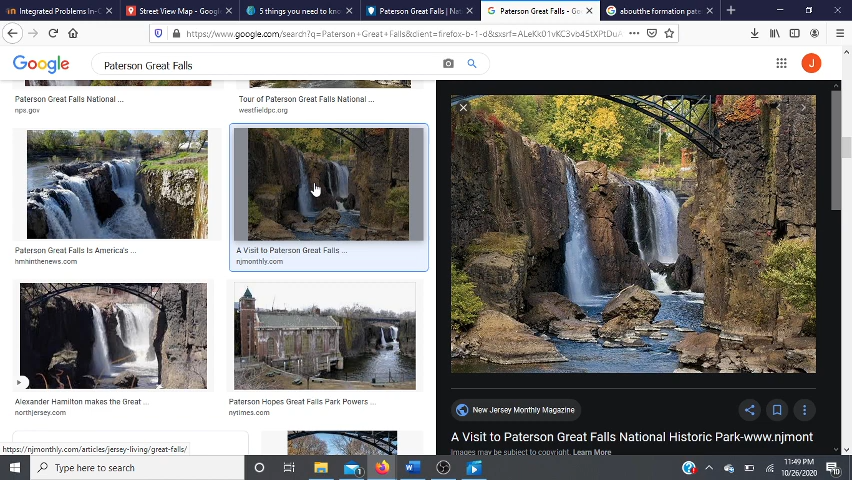 Integrated Problems In-C
Street View Map - Google
5 things you need to kno
Paterson Great Falls | Nat
Paterson Great Falls - Go
aboutthe formation pate
https://www.google.com/search?q=Paterson+Great+Falls&client=firefox-b-1-d&sxsrf=ALeKk01vKC3vb45tXPtDuA
Google
Paterson Great Falls
J
Paterson Great Falls National ...
nps.gov
Tour of Paterson Great Falls National ...
westfieldpc.org
Paterson Great Falls Is America's ...
hmhinthenews.com
A Visit to Paterson Great Falls ...
njmonthly.com
Alexander Hamilton makes the Great ...
northjersey.com
Paterson Hopes Great Falls Park Powers ...
nytimes.com
New Jersey Monthly Magazine
A Visit to Paterson Great Falls National Historic Park-www.njmont
Images may be subject to copyright. Learn More
https://njmonthly.com/articles/jersey-living/great-falls/
Type here to search
11:49 PM
10/26/2020